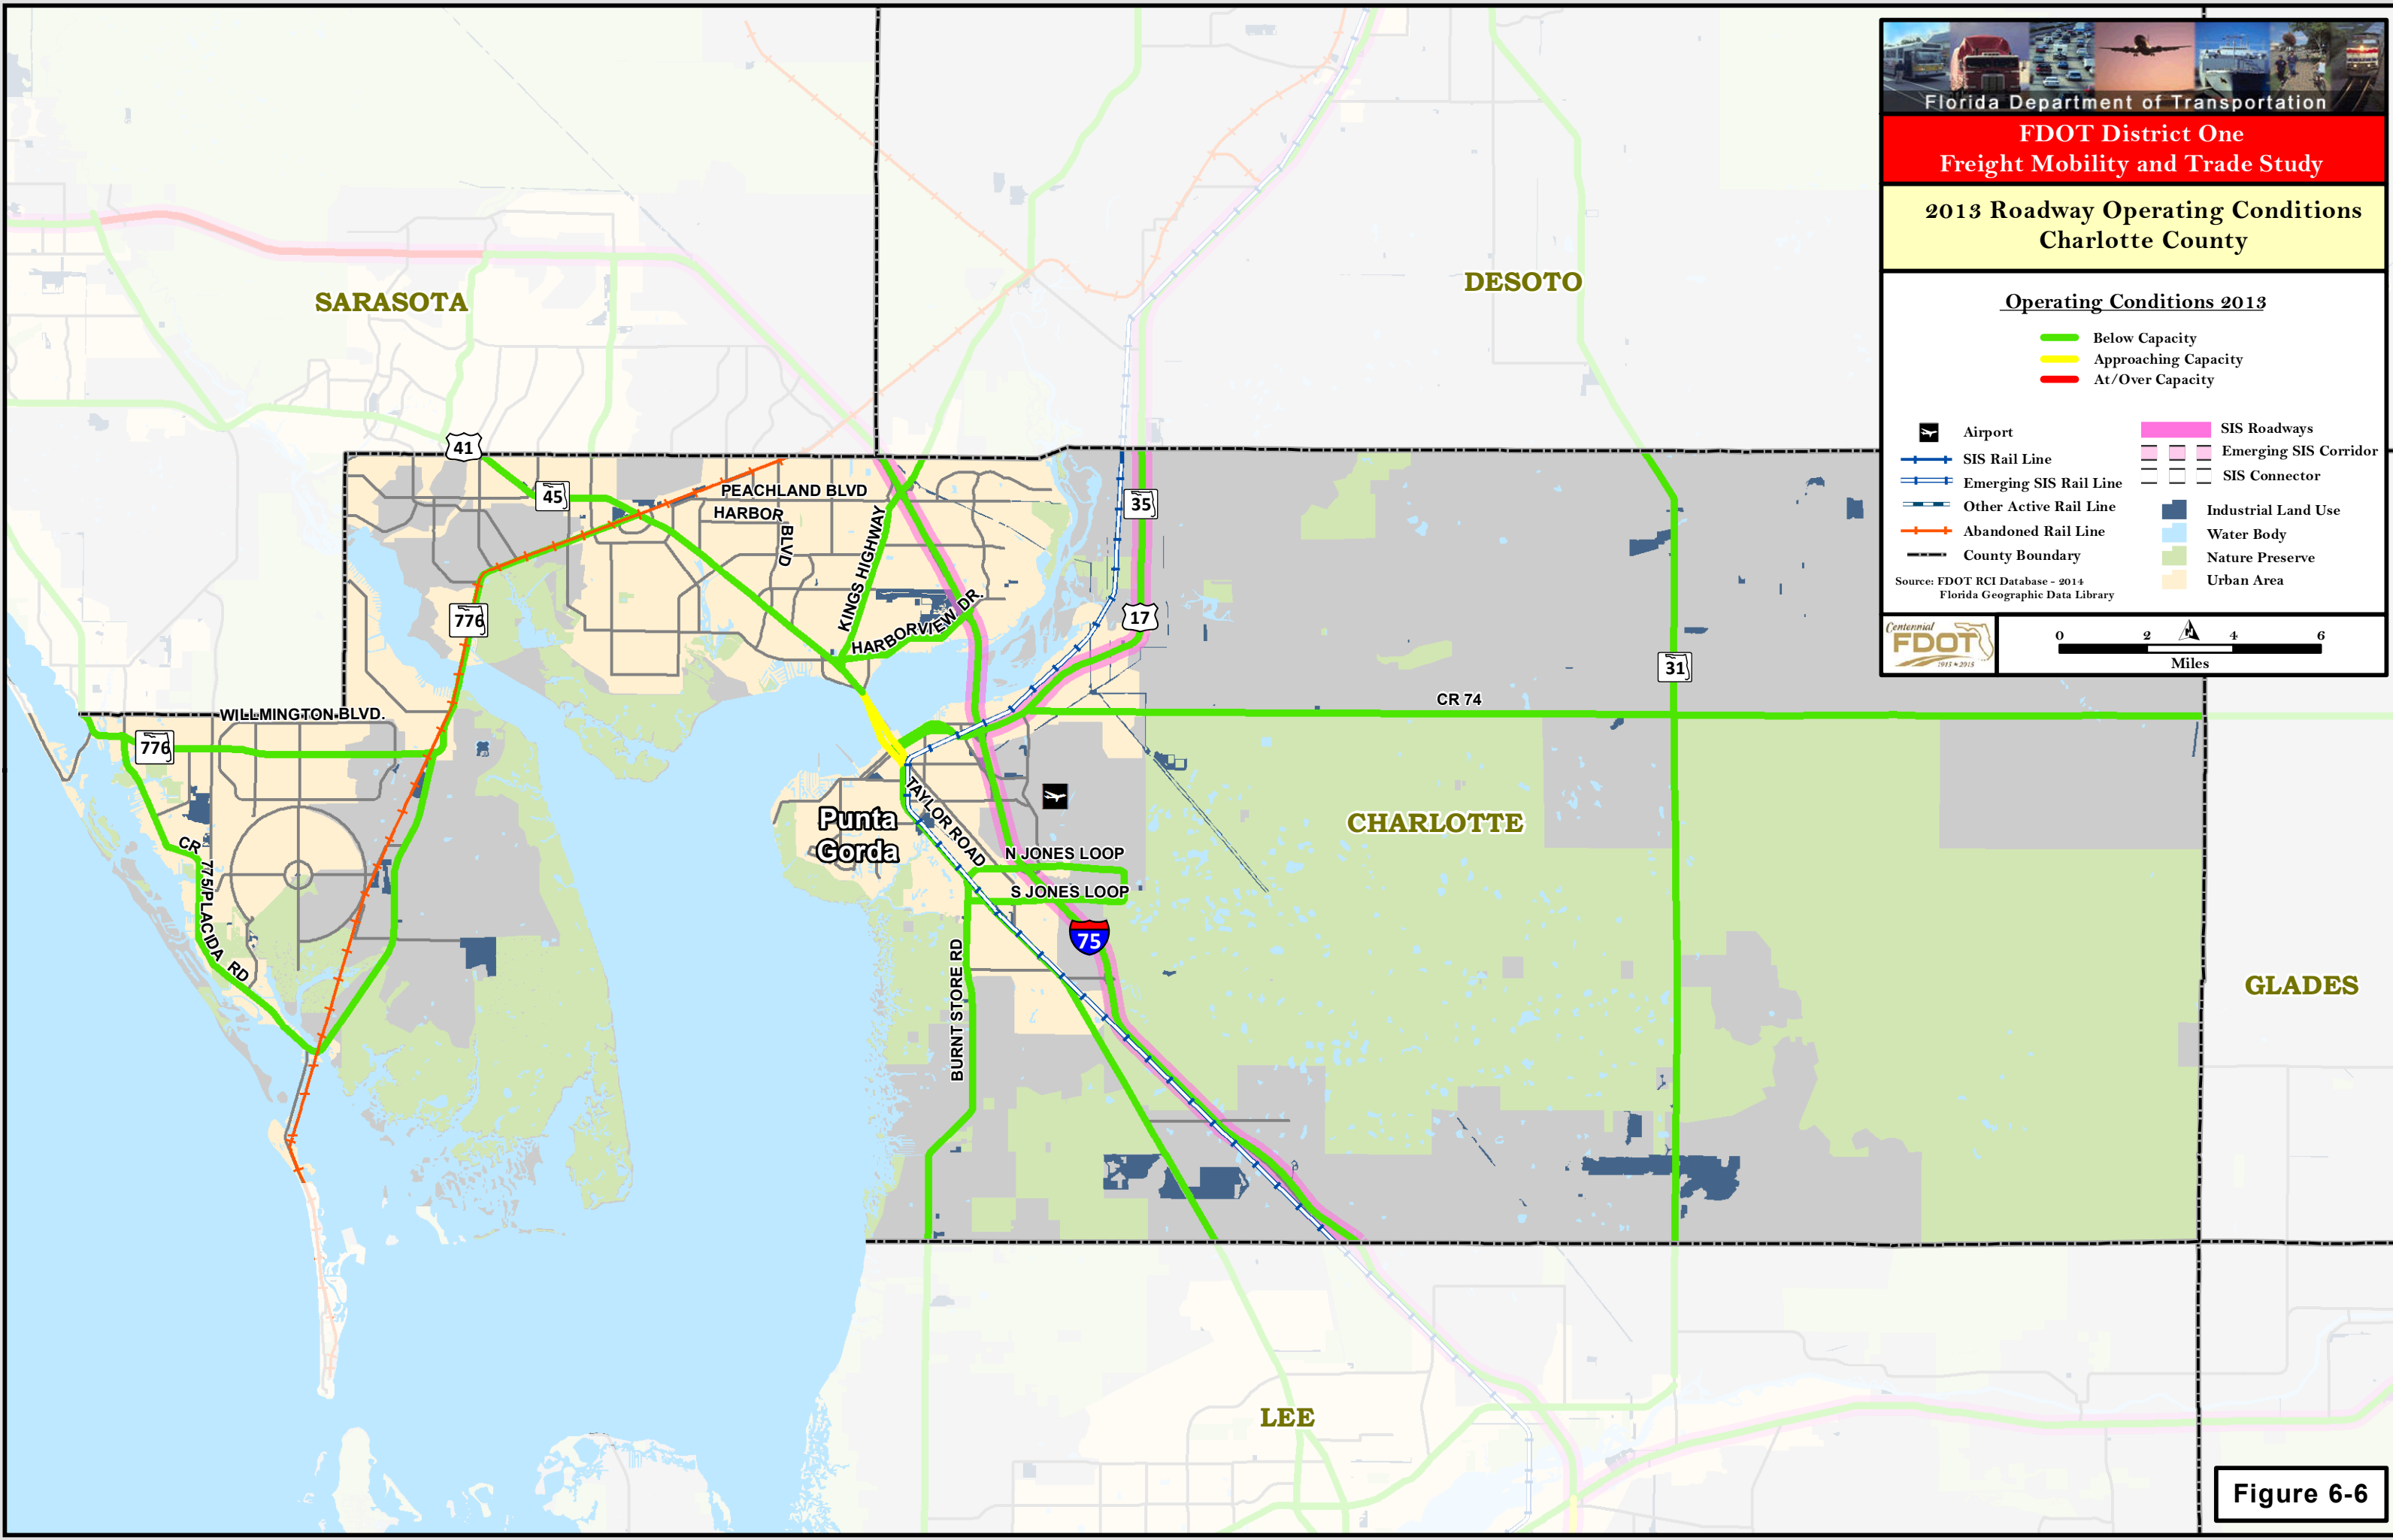 Florida Department of Transportation
FDOT District One
Freight Mobility and Trade Study
2013 Roadway Operating Conditions
Charlotte County
Operating Conditions 2013
Below Capacity
Approaching Capacity
At/Over Capacity
Airport
SIS Rail Line
Emerging SIS Rail Line
Other Active Rail Line
Abandoned Rail Line
County Boundary
SIS Roadways
Emerging SIS Corridor
SIS Connector
Industrial Land Use
Water Body
Nature Preserve
Urban Area
Source: FDOT RCI Database - 2014
Florida Geographic Data Library
Centennial
FDOT
1915 ★ 2015
0 2 4 6
Miles
SARASOTA
DESOTO
41
45
PEACHLAND BLVD
HARBOR BLVD
KINGS HIGHWAY
35
776
HARBORVIEW DR.
17
31
CR 74
WILLMINGTON BLVD.
776
Punta
Gorda
TAYLOR ROAD
CHARLOTTE
N JONES LOOP
S JONES LOOP
CR 775/PLACIDA RD
75
BURNT STORE RD
GLADES
LEE
Figure 6-6